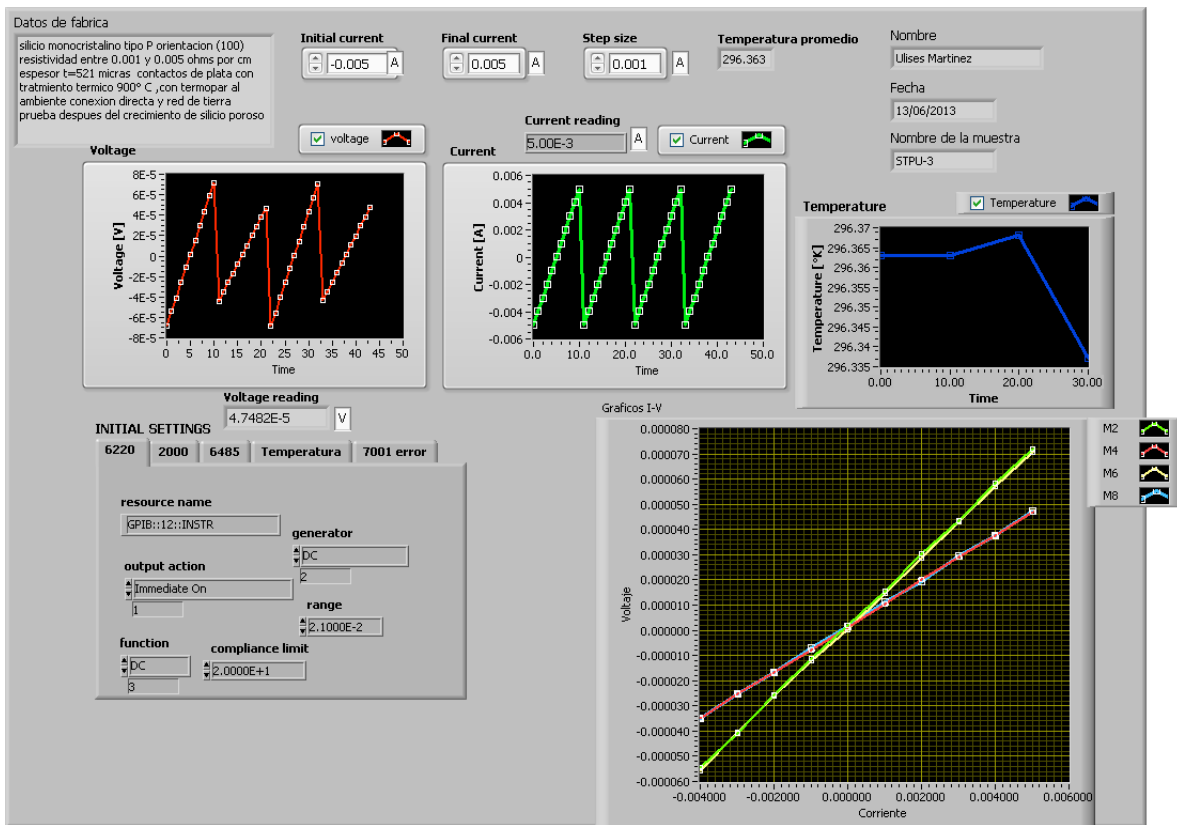 Datos de fabrica
silicio monocristalino tipo P orientacion (100)
resistividad entre 0.001 y 0.005 ohms por cm
espesor t=521 micras contactos de plata con
tratmiento termico 900° C ,con termopar al
ambiente conexion directa y red de tierra
prueba despues del crecimiento de silicio poroso
Initial current
-0.005 A
Final current
0.005 A
Step size
0.001 A
Temperatura promedio
296.363
Nombre
Ulises Martinez
Fecha
13/06/2013
Nombre de la muestra
STPU-3
Voltage
voltage
8E-5
6E-5
4E-5
2E-5
0
-2E-5
-4E-5
-6E-5
-8E-5
Voltage [V]
0 5 10 15 20 25 30 35 40 45 50
Time
Current reading
5.00E-3 A
Current
Current
0.006
0.004
0.002
0.000
-0.002
-0.004
-0.006
Current [A]
0.0 10.0 20.0 30.0 40.0 50.0
Time
Temperature
Temperature
296.37
296.365
296.36
296.355
296.35
296.345
296.34
296.335
Temperature [°K]
0.00 10.00 20.00 30.00
Time
Voltage reading
4.7482E-5 V
INITIAL SETTINGS
6220 2000 6485 Temperatura 7001 error
resource name
GPIB::12::INSTR
generator
DC
2
output action
Immediate On
1
range
2.1000E-2
function
DC
3
compliance limit
2.0000E+1
Graficos I-V
M2
M4
M6
M8
0.000080
0.000070
0.000060
0.000050
0.000040
0.000030
0.000020
0.000010
0.000000
-0.000010
-0.000020
-0.000030
-0.000040
-0.000050
-0.000060
Voltaje
-0.004000 -0.002000 0.000000 0.002000 0.004000 0.006000
Corriente